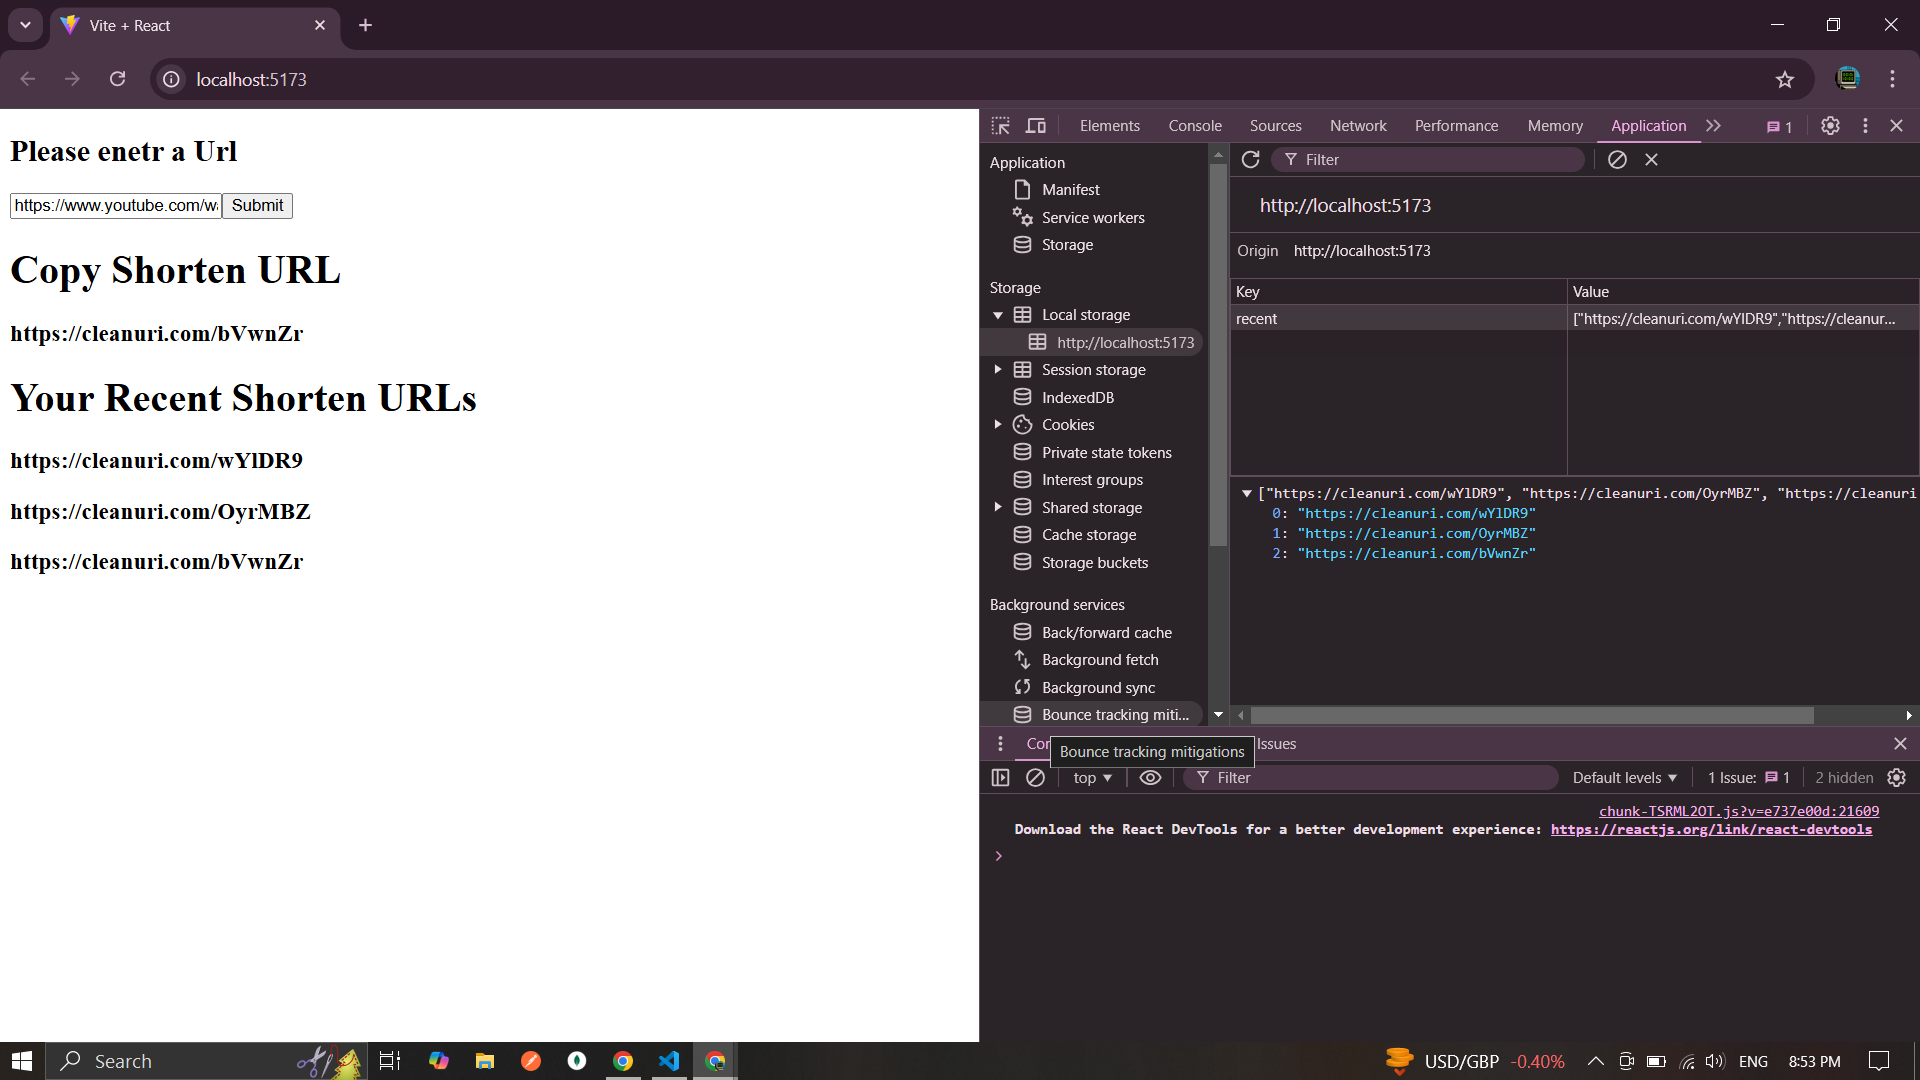 Vite + React
localhost:5173
Please enetr a Url
https://www.youtube.com/wa Submit
Copy Shorten URL
https://cleanuri.com/bVwnZr
Your Recent Shorten URLs
https://cleanuri.com/wYlDR9
https://cleanuri.com/OyrMBZ
https://cleanuri.com/bVwnZr
Elements Console Sources Network Performance Memory Application 1
Application
Manifest
Service workers
Storage
Storage
Local storage
http://localhost:5173
Session storage
IndexedDB
Cookies
Private state tokens
Interest groups
Shared storage
Cache storage
Storage buckets
Background services
Back/forward cache
Background fetch
Background sync
Bounce tracking miti...
Filter
http://localhost:5173
Origin http://localhost:5173
Key Value
recent ["https://cleanuri.com/wYlDR9","https://cleanur...
["https://cleanuri.com/wYlDR9", "https://cleanuri.com/OyrMBZ", "https://cleanuri
0: "https://cleanuri.com/wYlDR9"
1: "https://cleanuri.com/OyrMBZ"
2: "https://cleanuri.com/bVwnZr"
Con Issues
Bounce tracking mitigations
top Filter Default levels 1 Issue: 1 2 hidden
chunk-TSRML2OT.js?v=e737e00d:21609
Download the React DevTools for a better development experience: https://reactjs.org/link/react-devtools
Search USD/GBP -0.40% ENG 8:53 PM